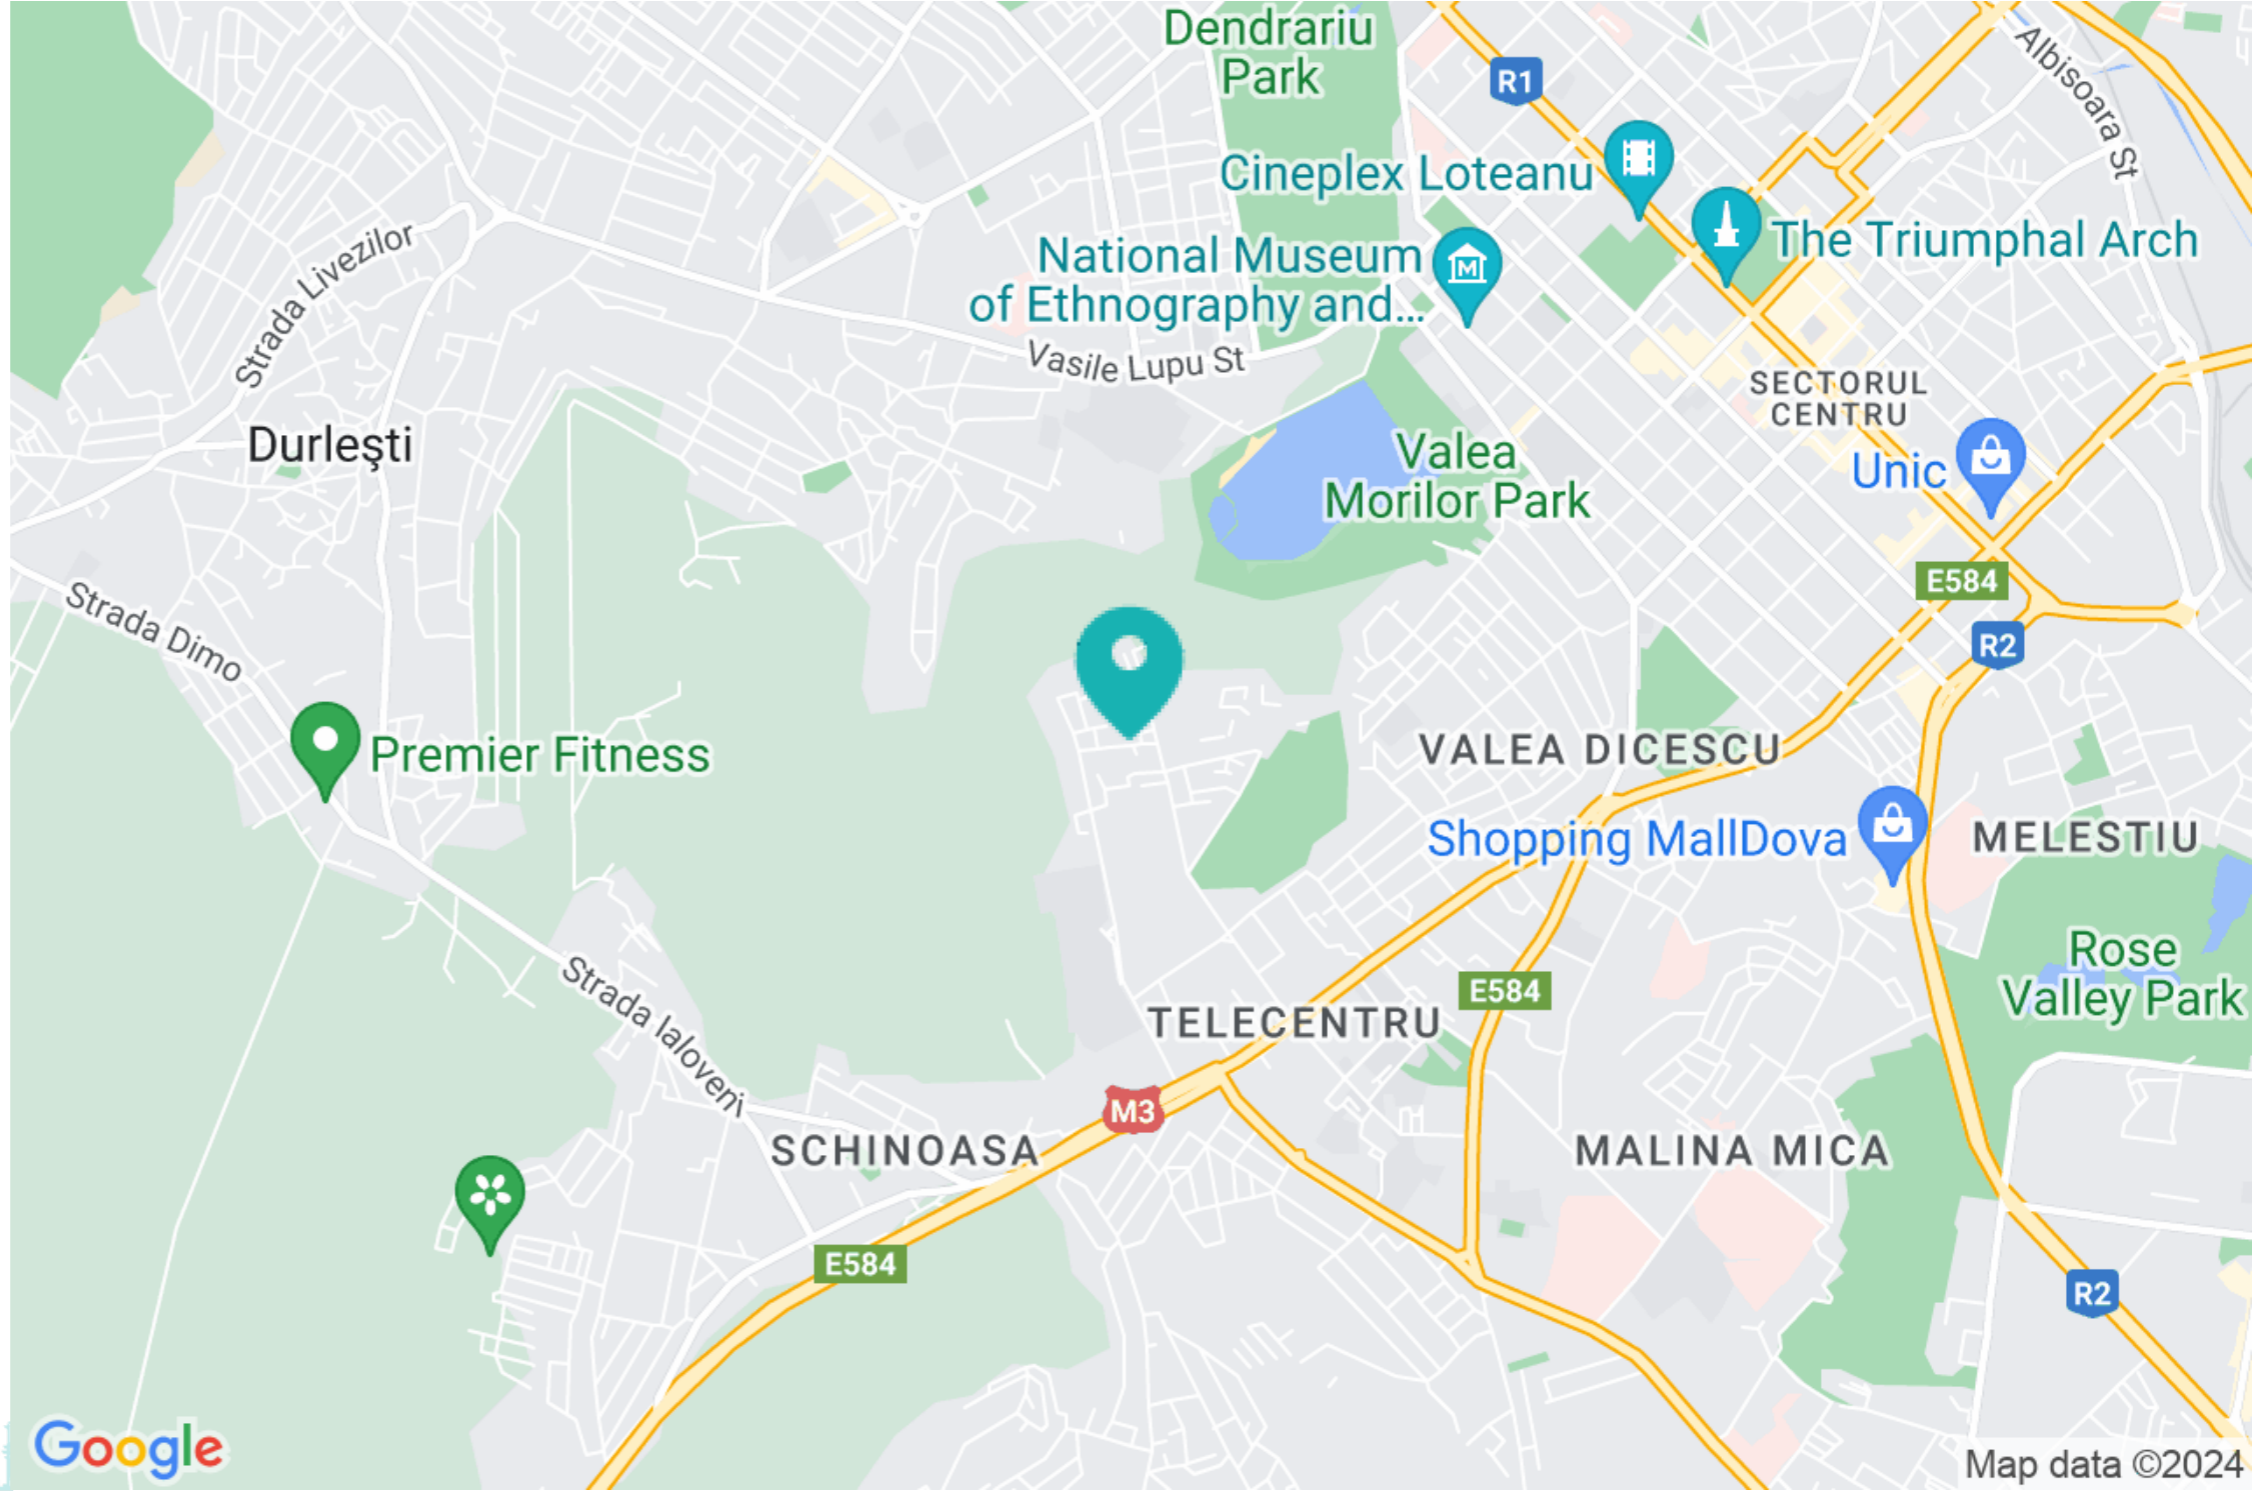 Dendrariu
Park
R1
Albisoara St
Cineplex Loteanu
The Triumphal Arch
National Museum
of Ethnography and...
Strada Livezilor
Vasile Lupu St
SECTORUL
CENTRU
Durleşti
Valea
Morilor Park
Unic
E584
Strada Dimo
R2
Premier Fitness
VALEA DICESCU
Shopping MallDova
MELESTIU
Rose
Valley Park
Strada Ialoveni
E584
TELECENTRU
M3
SCHINOASA
MALINA MICA
E584
R2
Google
Map data ©2024